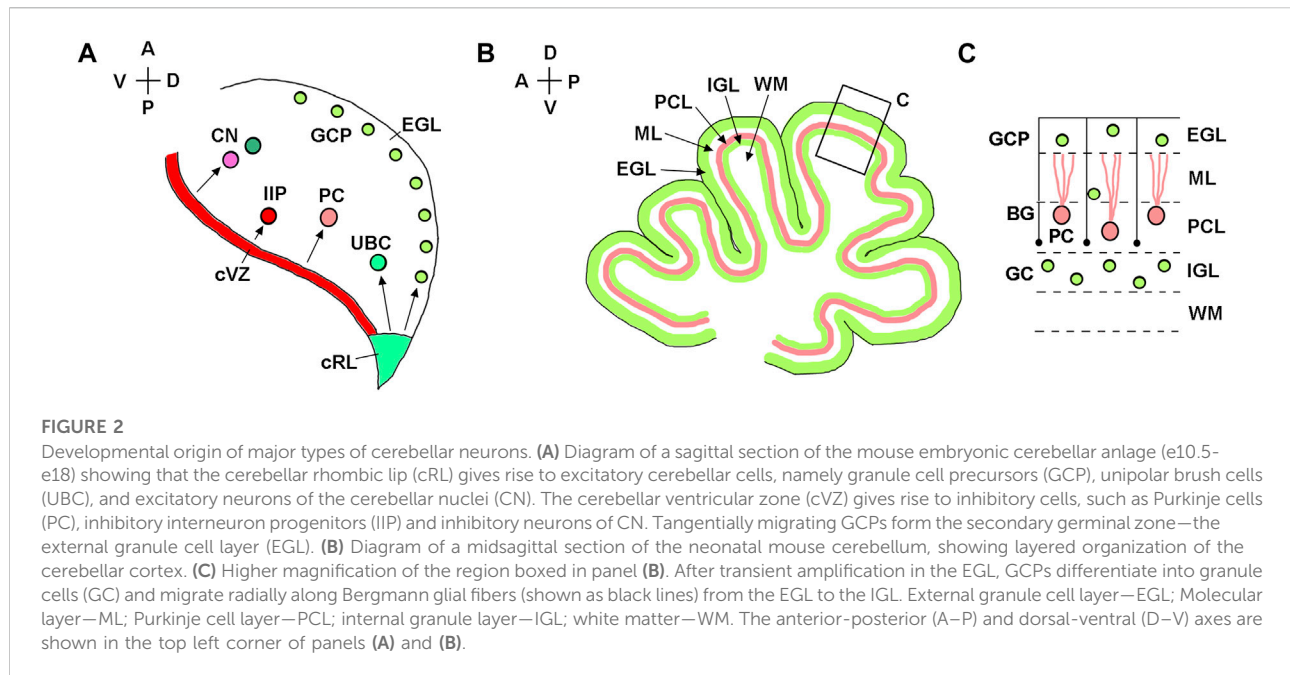 A
A
V
D
P
CN
GCP
EGL
IIP
PC
UBC
cVZ
cRL
B
D
A
P
V
IGL
WM
PCL
ML
EGL
C
C
GCP
EGL
ML
BG
PC
PCL
GC
IGL
WM
FIGURE 2
Developmental origin of major types of cerebellar neurons. (A) Diagram of a sagittal section of the mouse embryonic cerebellar anlage (e10.5-
e18) showing that the cerebellar rhombic lip (cRL) gives rise to excitatory cerebellar cells, namely granule cell precursors (GCP), unipolar brush cells
(UBC), and excitatory neurons of the cerebellar nuclei (CN). The cerebellar ventricular zone (cVZ) gives rise to inhibitory cells, such as Purkinje cells
(PC), inhibitory interneuron progenitors (IIP) and inhibitory neurons of CN. Tangentially migrating GCPs form the secondary germinal zone—the
external granule cell layer (EGL). (B) Diagram of a midsagittal section of the neonatal mouse cerebellum, showing layered organization of the
cerebellar cortex. (C) Higher magnification of the region boxed in panel (B). After transient amplification in the EGL, GCPs differentiate into granule
cells (GC) and migrate radially along Bergmann glial fibers (shown as black lines) from the EGL to the IGL. External granule cell layer—EGL; Molecular
layer—ML; Purkinje cell layer—PCL; internal granule layer—IGL; white matter—WM. The anterior-posterior (A–P) and dorsal-ventral (D–V) axes are
shown in the top left corner of panels (A) and (B).